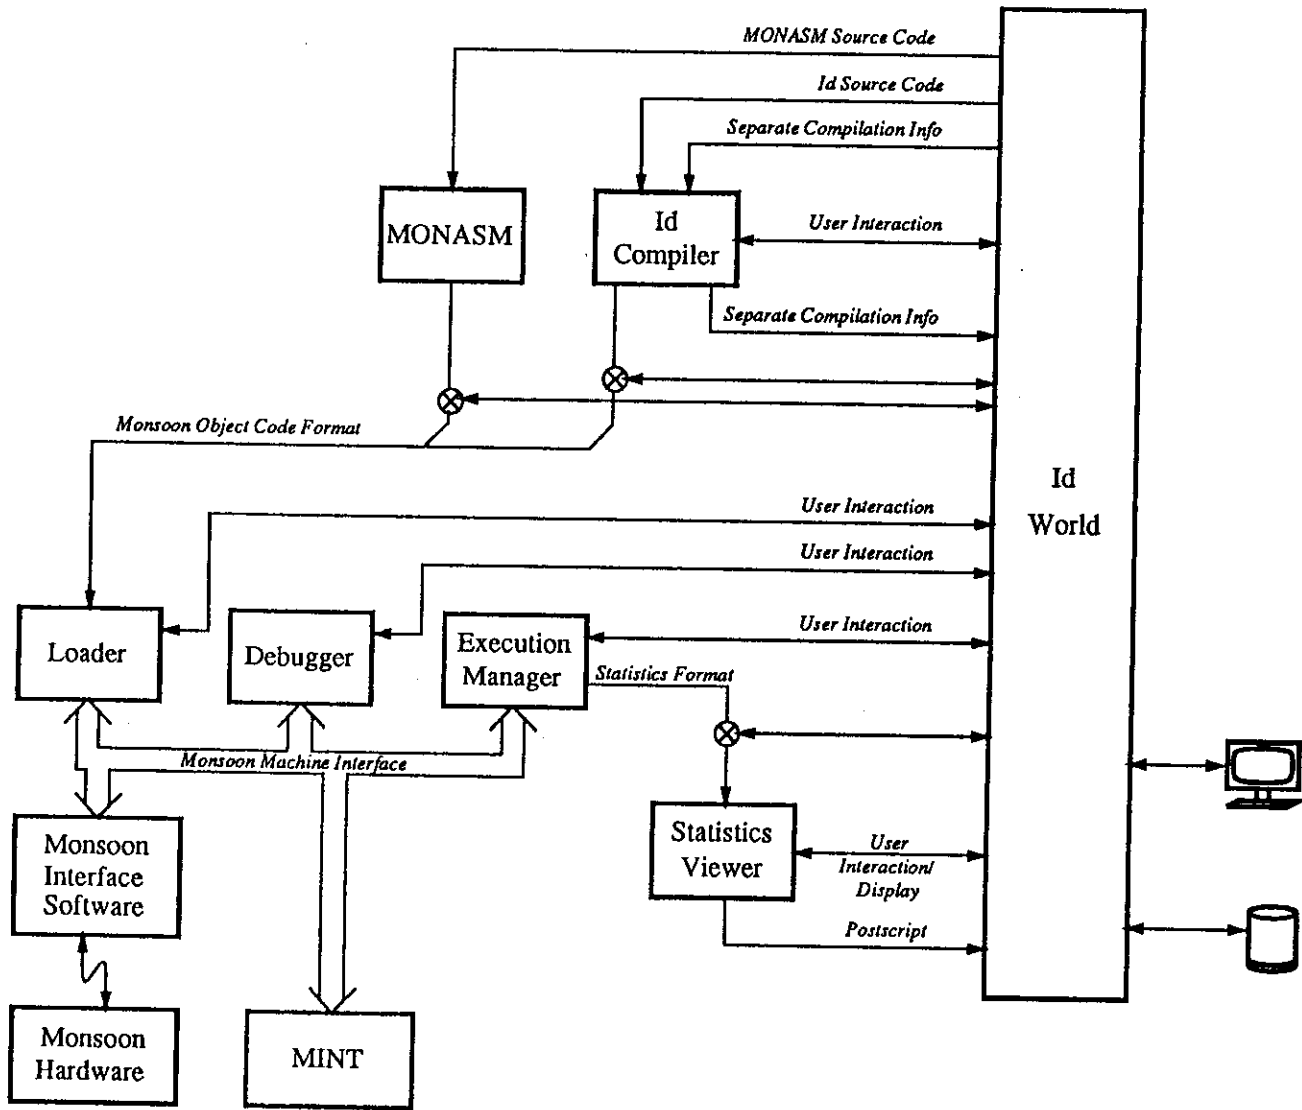 MONASM Source Code
Id Source Code
Separate Compilation Info
MONASM
Id
Compiler
User Interaction
Separate Compilation Info
Monsoon Object Code Format
Id
World
User Interaction
User Interaction
Loader
Debugger
Execution
Manager
User Interaction
Statistics Format
Monsoon Machine Interface
Monsoon
Interface
Software
Statistics
Viewer
User
Interaction/
Display
Postscript
Monsoon
Hardware
MINT